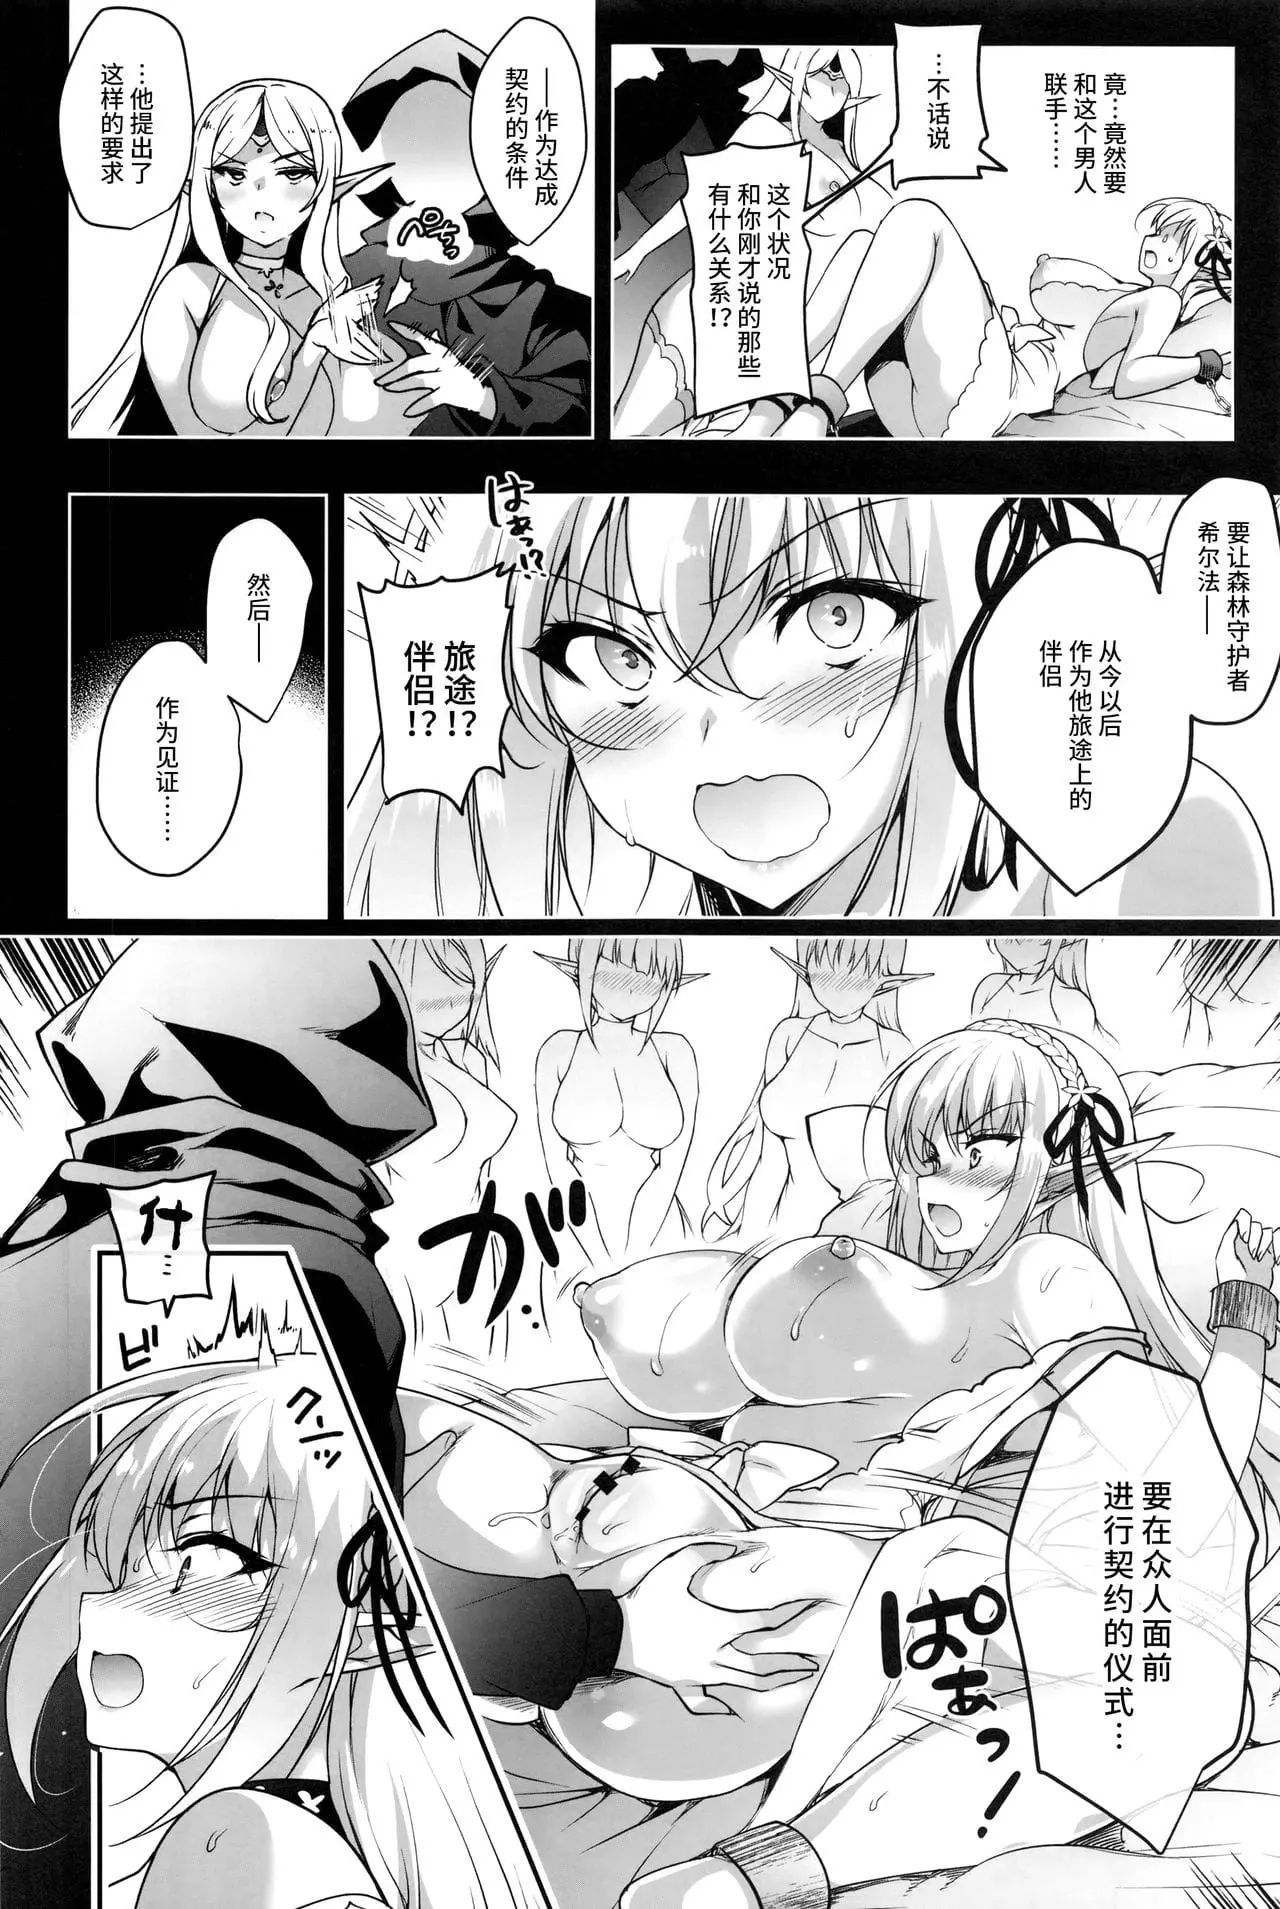 竟…竟然要
和这个男人
联手……
…不话说
这个状况
和你刚才说的那些
有什么关系!?
——作为达成
契约的条件
ぺちっ
…他提出了
这样的要求
要让森林守护者
希尔法——
从今以后
作为他旅途上的
伴侣
はあっ!?
旅途!?
伴侣!?
然后——
作为见证……
要在众人面前
进行契约的仪式…
がば
ぱぁっ!
什…
ビ
クンッ